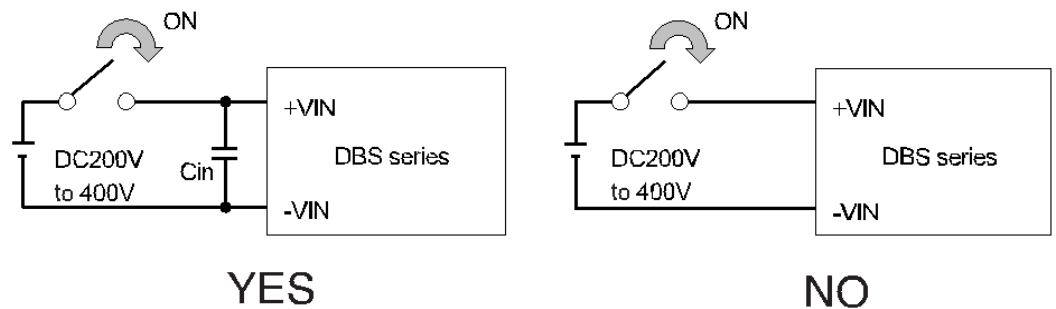 ON
+VIN
DC200V
to 400V
Cin
DBS series
-VIN
YES
ON
+VIN
DC200V
to 400V
DBS series
-VIN
NO